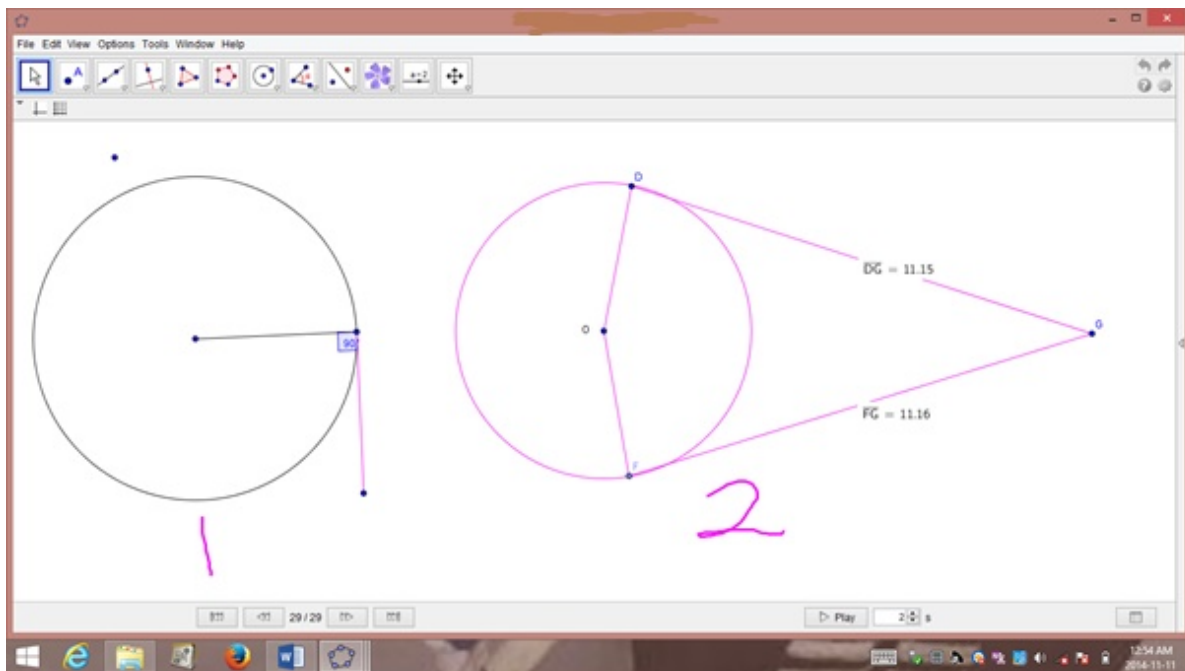 File Edit View Options Tools Window Help
A
a=2
90°
D
O
G
F
DG = 11.15
FG = 11.16
1
2
29 / 29
Play
2 s
12:54 AM
2014-11-11